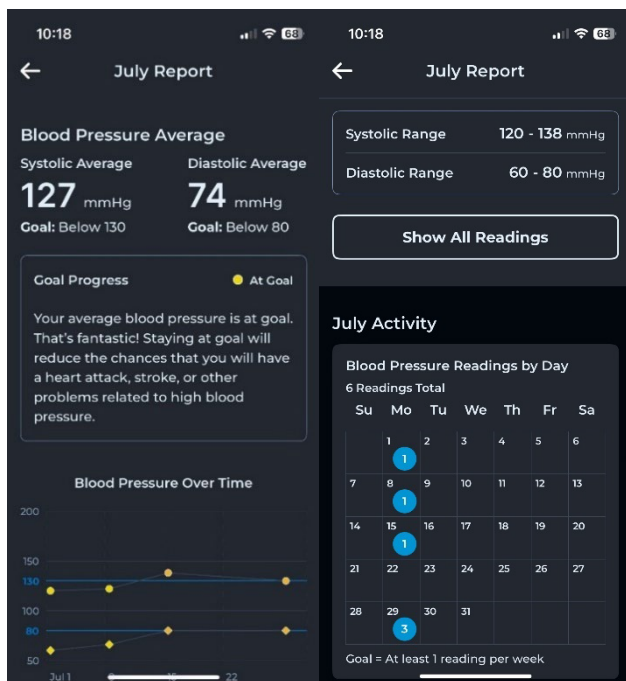 10:18
68
July Report
Blood Pressure Average
Systolic Average Diastolic Average
127 mmHg 74 mmHg
Goal: Below 130 Goal: Below 80
Goal Progress At Goal
Your average blood pressure is at goal.
That's fantastic! Staying at goal will
reduce the chances that you will have
a heart attack, stroke, or other
problems related to high blood
pressure.
Blood Pressure Over Time
200
150
130
100
80
50
Jul 1 8 15 22
10:18
68
July Report
Systolic Range 120 - 138 mmHg
Diastolic Range 60 - 80 mmHg
Show All Readings
July Activity
Blood Pressure Readings by Day
6 Readings Total
Su Mo Tu We Th Fr Sa
1 2 3 4 5 6
1
7 8 9 10 11 12 13
1
14 15 16 17 18 19 20
1
21 22 23 24 25 26 27
28 29 30 31
3
Goal = At least 1 reading per week